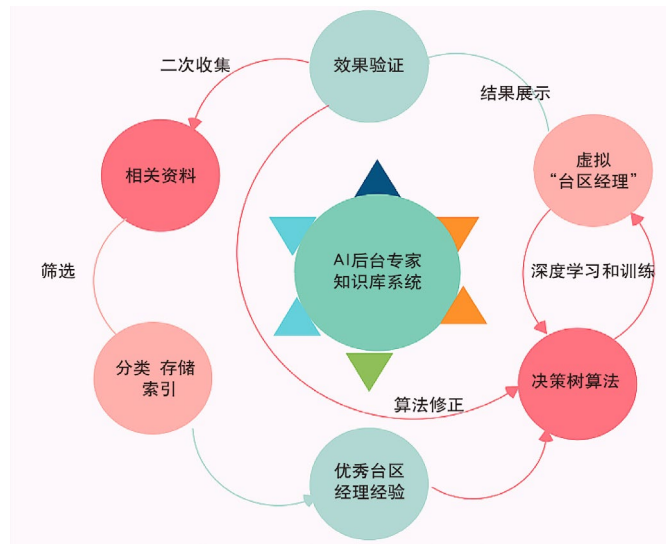 效果验证
二次收集
结果展示
相关资料
虚拟
“台区经理”
AI后台专家
知识库系统
筛选
深度学习和训练
分类 存储
索引
决策树算法
算法修正
优秀台区
经理经验